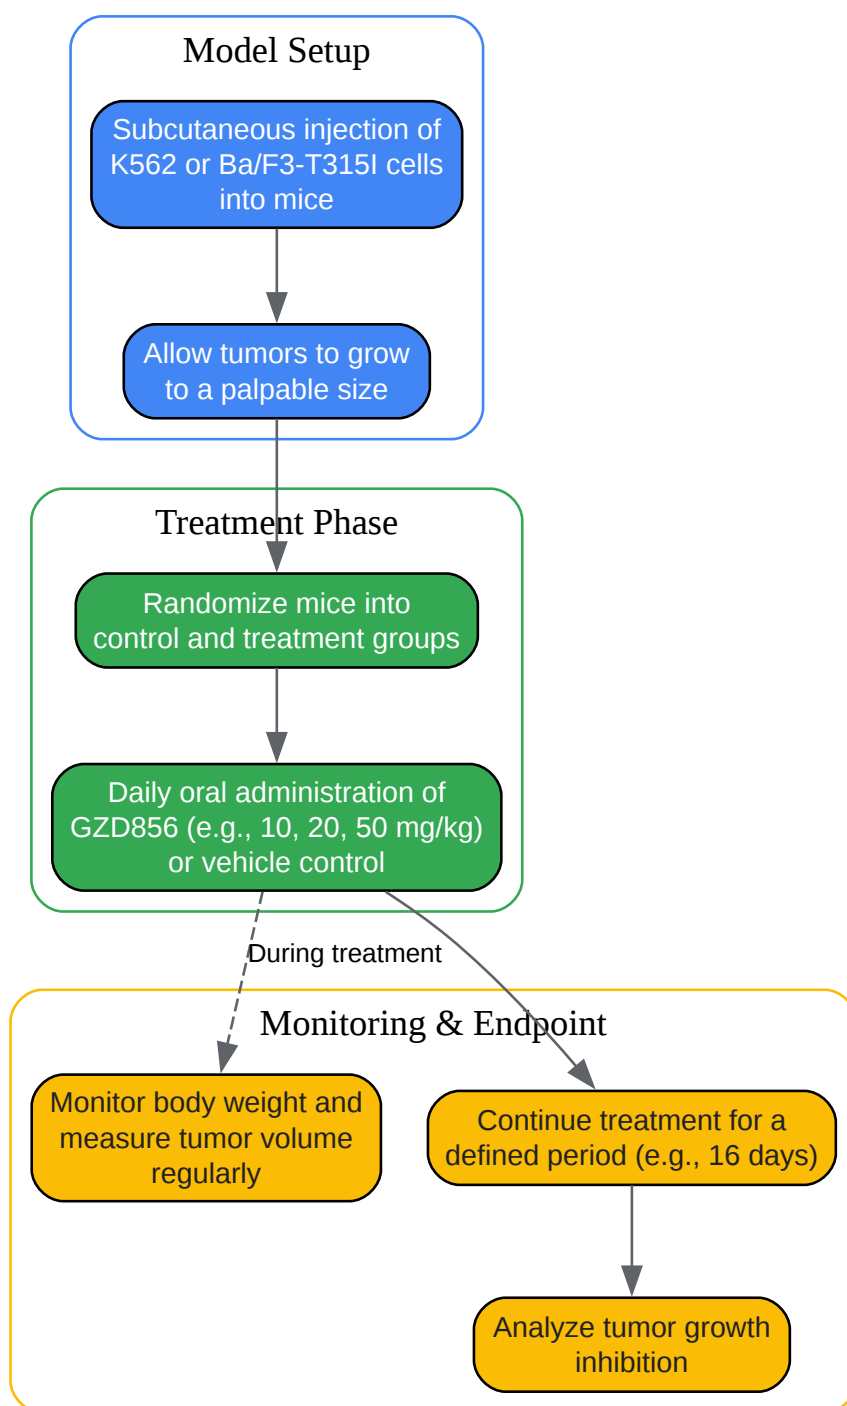 Model Setup
Subcutaneous injection of
K562 or Ba/F3-T315I cells
into mice
Allow tumors to grow
to a palpable size
Treatment Phase
Randomize mice into
control and treatment groups
Daily oral administration of
GZD856 (e.g., 10, 20, 50 mg/kg)
or vehicle control
During treatment
Monitoring & Endpoint
Monitor body weight and
measure tumor volume
regularly
Continue treatment for a
defined period (e.g., 16 days)
Analyze tumor growth
inhibition